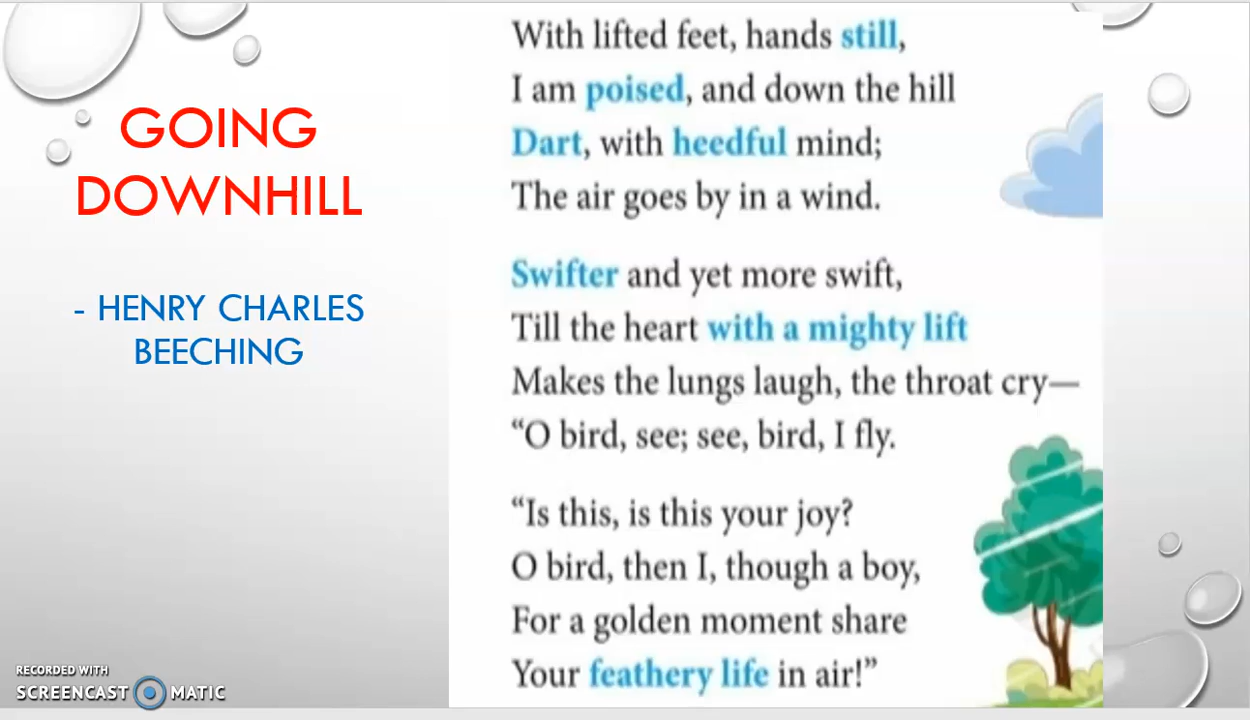 GOING
DOWNHILL
- HENRY CHARLES
BEECHING
With lifted feet, hands still,
I am poised, and down the hill
Dart, with heedful mind;
The air goes by in a wind.
Swifter and yet more swift,
Till the heart with a mighty lift
Makes the lungs laugh, the throat cry—
“O bird, see; see, bird, I fly.
“Is this, is this your joy?
O bird, then I, though a boy,
For a golden moment share
Your feathery life in air!”
RECORDED WITH
SCREENCAST MATIC